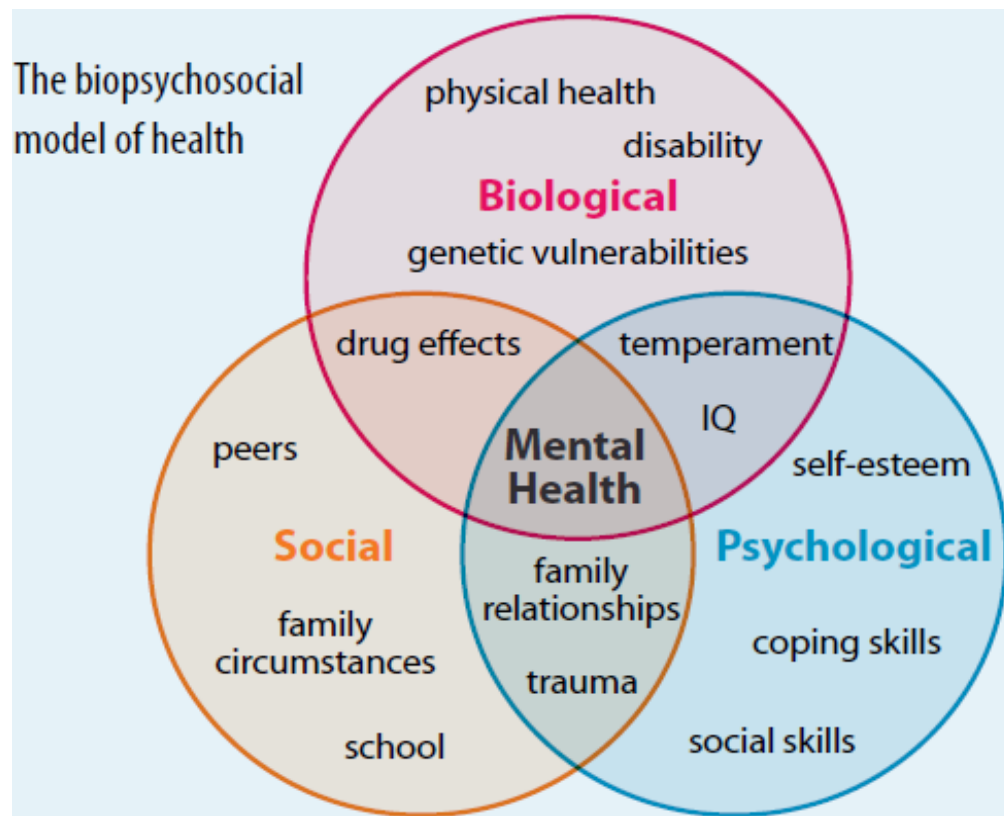 The biopsychosocial
model of health
physical health
disability
Biological
genetic vulnerabilities
drug effects
temperament
IQ
peers
Mental
Health
self-esteem
Social
Psychological
family
relationships
family
circumstances
coping skills
trauma
school
social skills